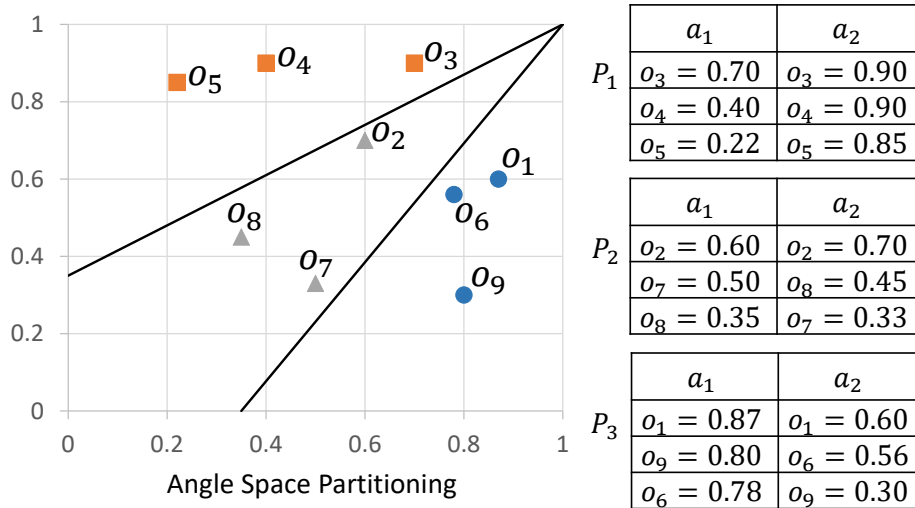 1
0.8
0.6
0.4
0.2
0
0 0.2 0.4 0.6 0.8 1
o₅ o₄ o₃
o₂
o₁
o₈ o₆
o₇ o₉
Angle Space Partitioning
P₁
a₁ a₂
o₃ = 0.70 o₃ = 0.90
o₄ = 0.40 o₄ = 0.90
o₅ = 0.22 o₅ = 0.85
P₂
a₁ a₂
o₂ = 0.60 o₂ = 0.70
o₇ = 0.50 o₈ = 0.45
o₈ = 0.35 o₇ = 0.33
P₃
a₁ a₂
o₁ = 0.87 o₁ = 0.60
o₉ = 0.80 o₆ = 0.56
o₆ = 0.78 o₉ = 0.30